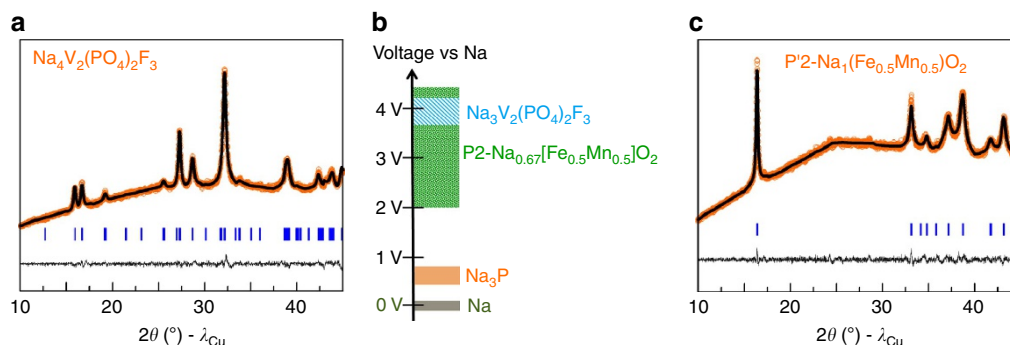 a
Na₄V₂(PO₄)₂F₃
10 20 30 40
2θ (°) - λCu
b
Voltage vs Na
4 V
Na₃V₂(PO₄)₂F₃
3 V
P2-Na₀.₆₇[Fe₀.₅Mn₀.₅]O₂
2 V
1 V
Na₃P
0 V
Na
c
P'2-Na₁(Fe₀.₅Mn₀.₅)O₂
10 20 30 40
2θ (°) - λCu